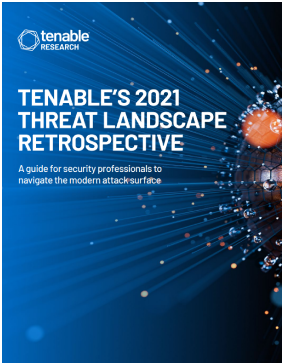 tenable
RESEARCH
TENABLE'S 2021
THREAT LANDSCAPE
RETROSPECTIVE
A guide for security professionals to
navigate the modern attack surface